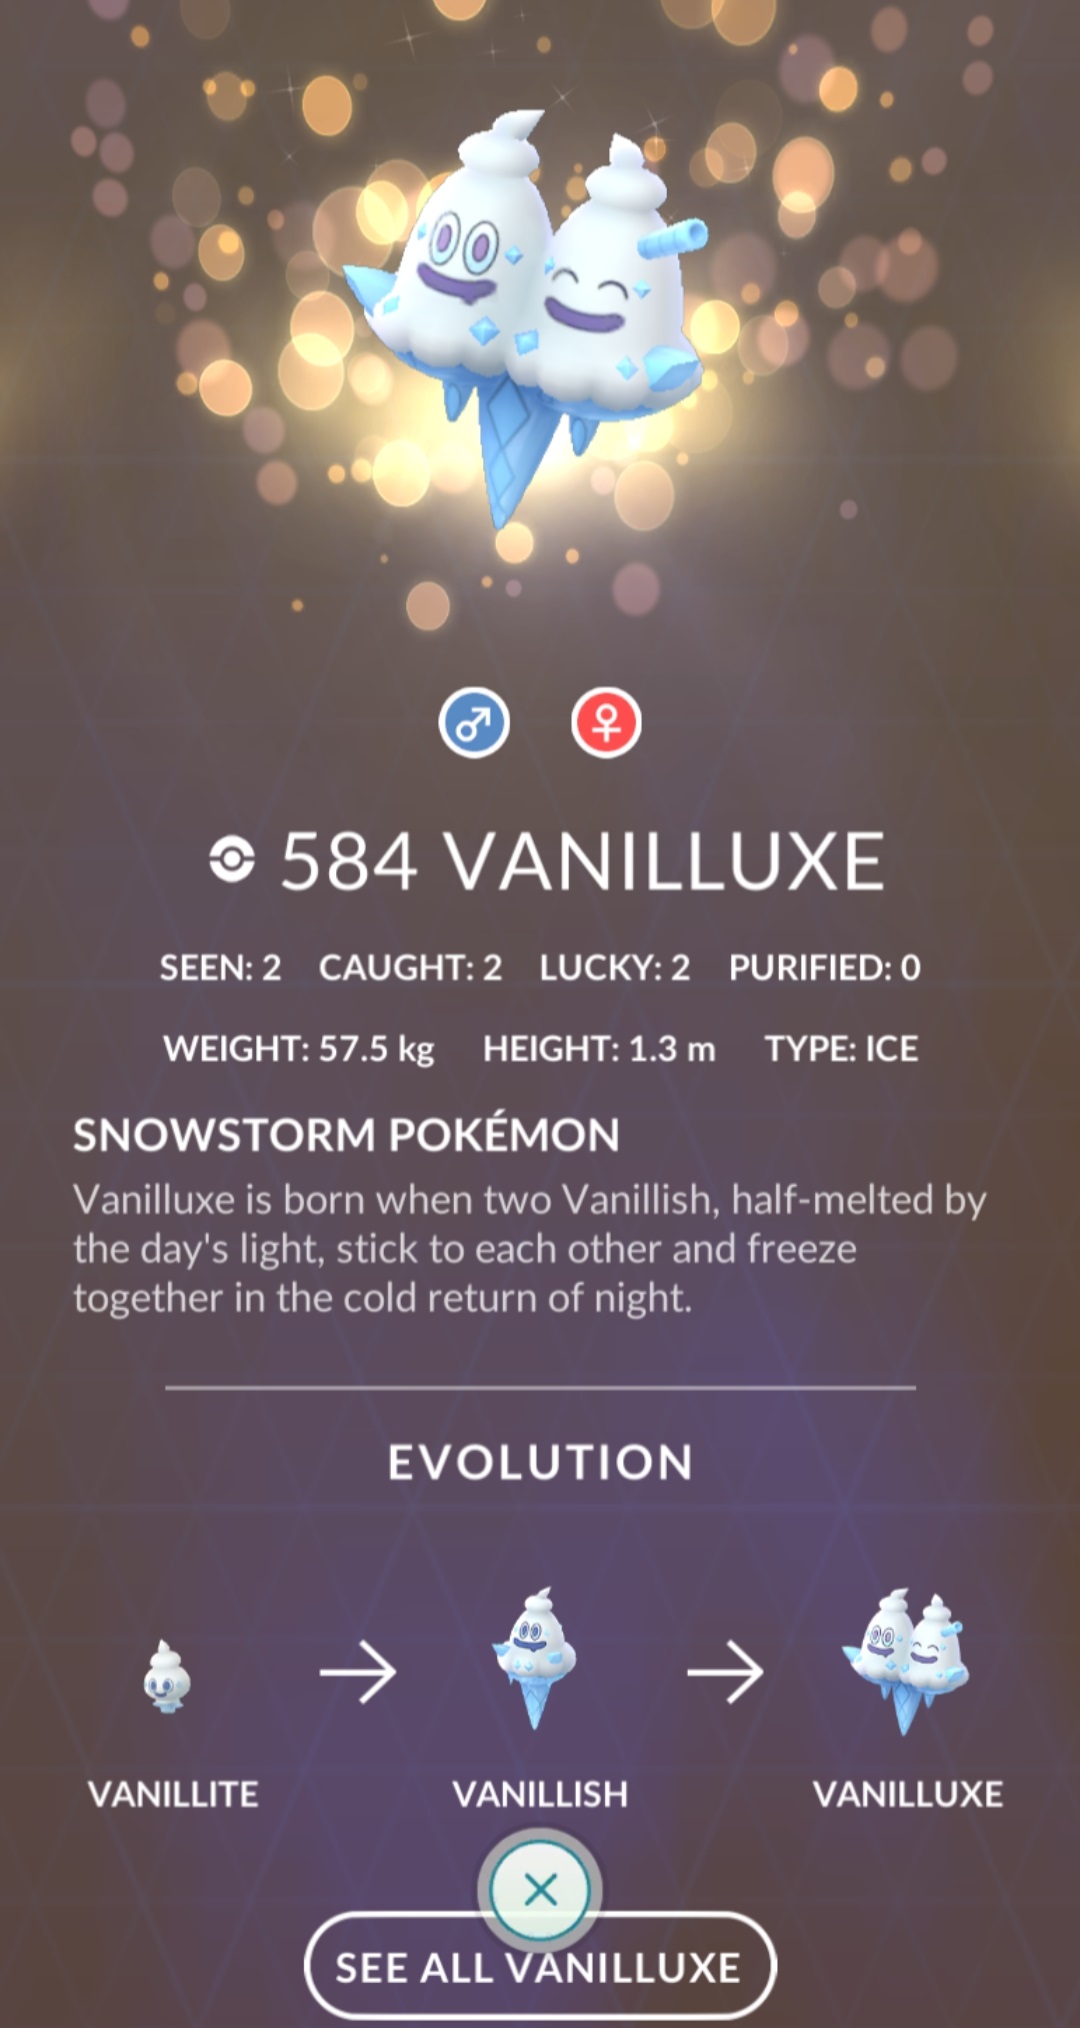 584 VANILLUXE
SEEN: 2 CAUGHT: 2 LUCKY: 2 PURIFIED: 0
WEIGHT: 57.5 kg HEIGHT: 1.3 m TYPE: ICE
SNOWSTORM POKÉMON
Vanilluxe is born when two Vanillish, half-melted by
the day's light, stick to each other and freeze
together in the cold return of night.
EVOLUTION
VANILLITE VANILLISH VANILLUXE
SEE ALL VANILLUXE